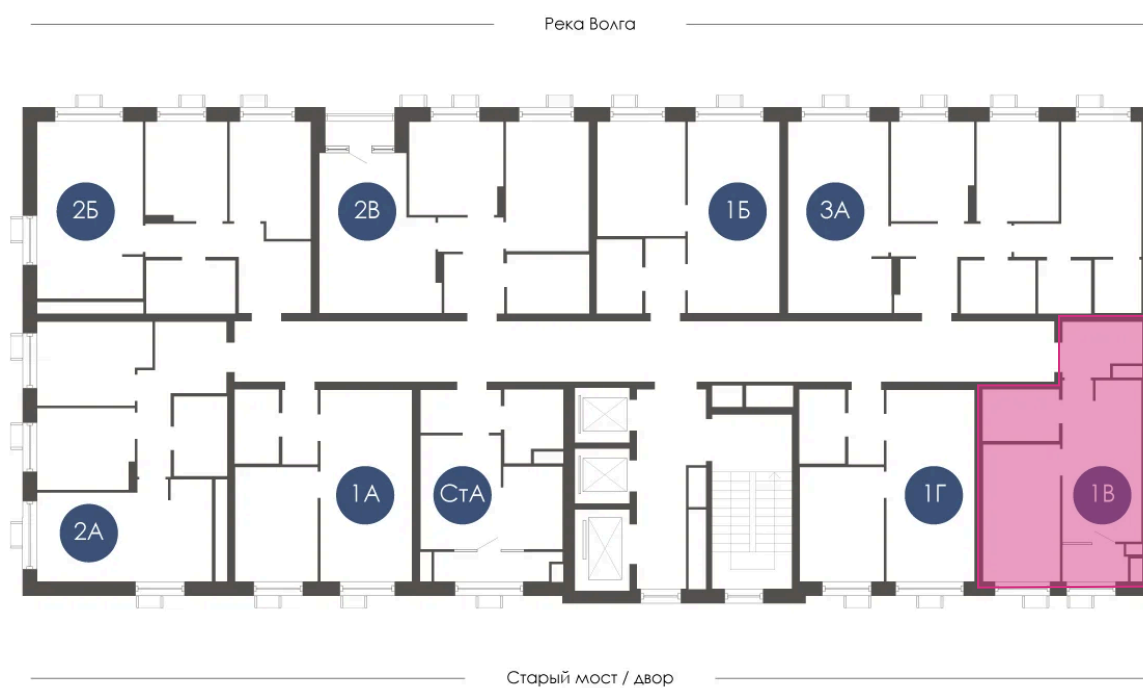 Река Волга
2Б
2В
1Б
3А
2А
1А
СтА
1Г
1В
Старый мост / двор